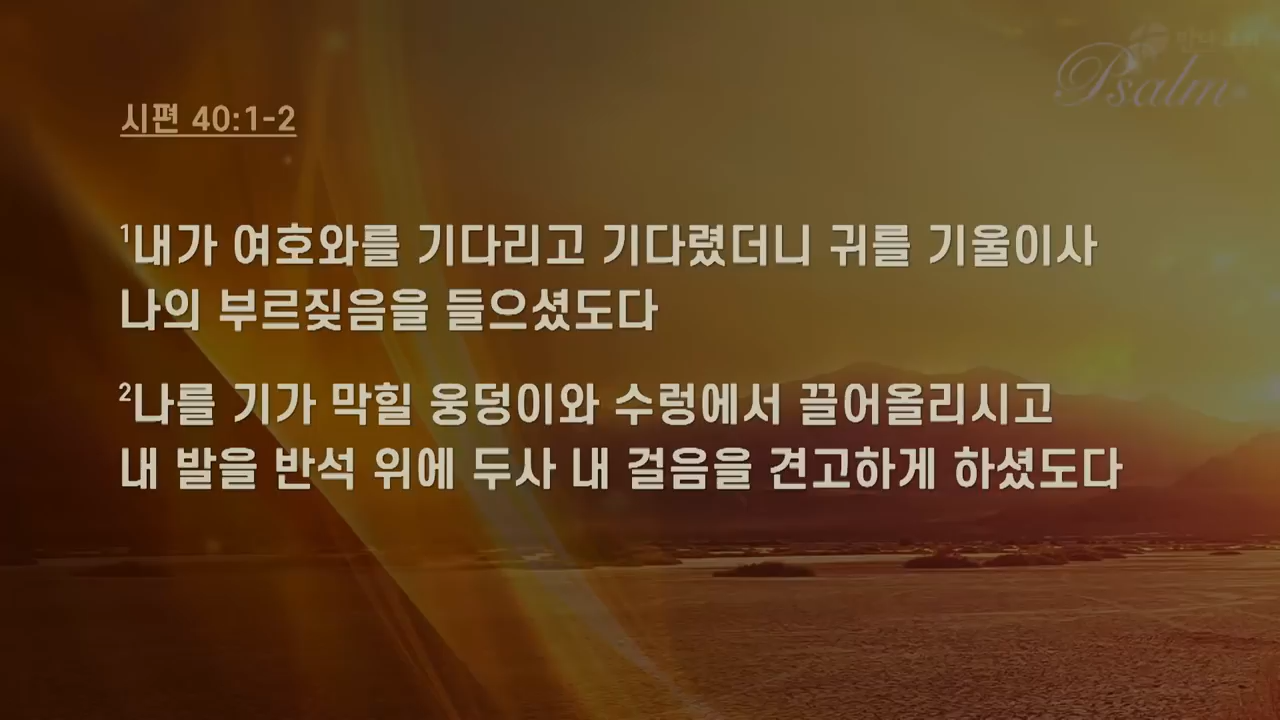 Psalm
시편 40:1-2
¹내가 여호와를 기다리고 기다렸더니 귀를 기울이사
나의 부르짖음을 들으셨도다
²나를 기가 막힐 웅덩이와 수렁에서 끌어올리시고
내 발을 반석 위에 두사 내 걸음을 견고하게 하셨도다